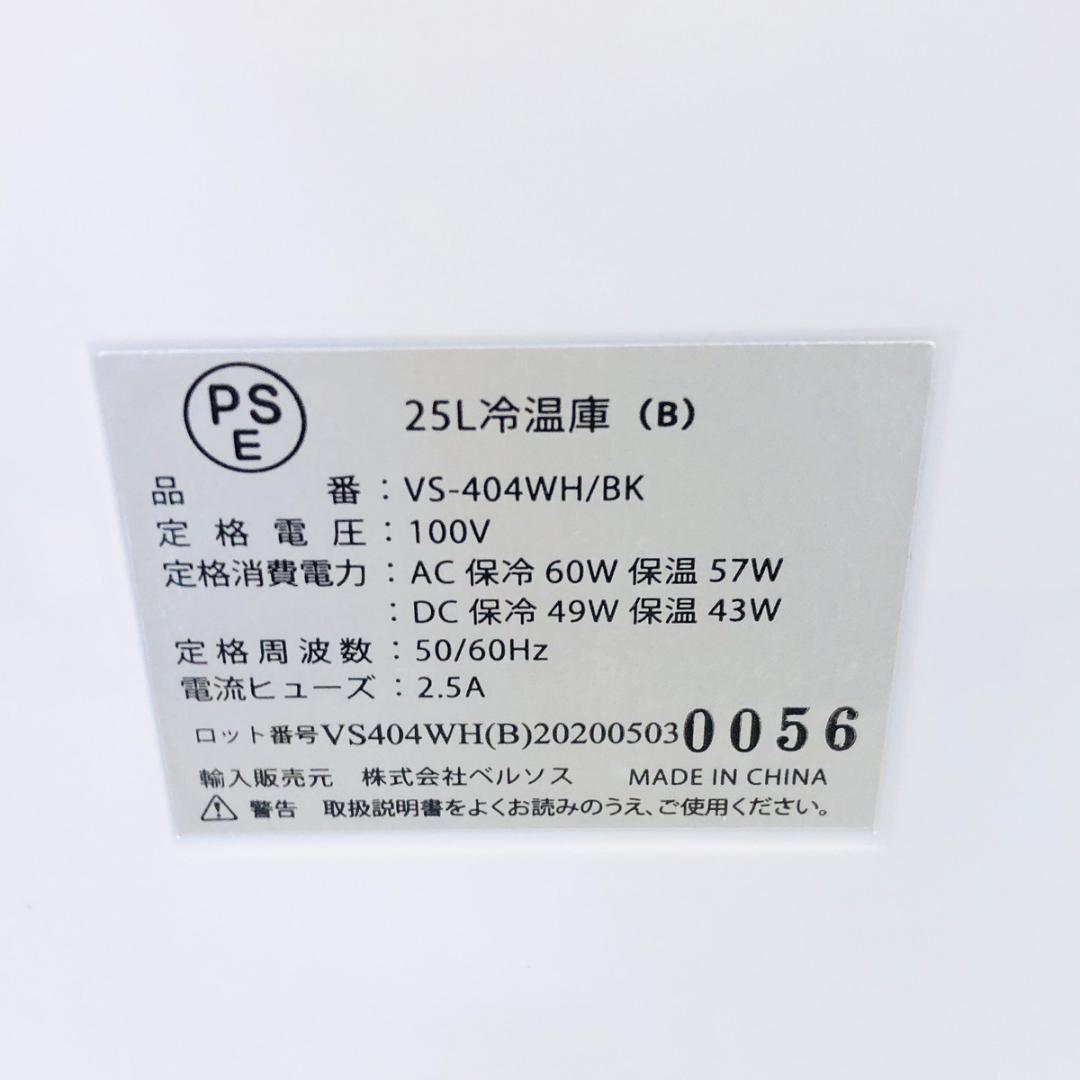 PSE
25L冷温庫（B）
品番：VS-404WH/BK
定格電圧：100V
定格消費電力：AC 保冷 60W 保温 57W
：DC 保冷 49W 保温 43W
定格周波数：50/60Hz
電流ヒューズ：2.5A
ロット番号VS404WH(B)20200503 0056
輸入販売元 株式会社ベルソス MADE IN CHINA
警告 取扱説明書をよくお読みのうえ、ご使用ください。